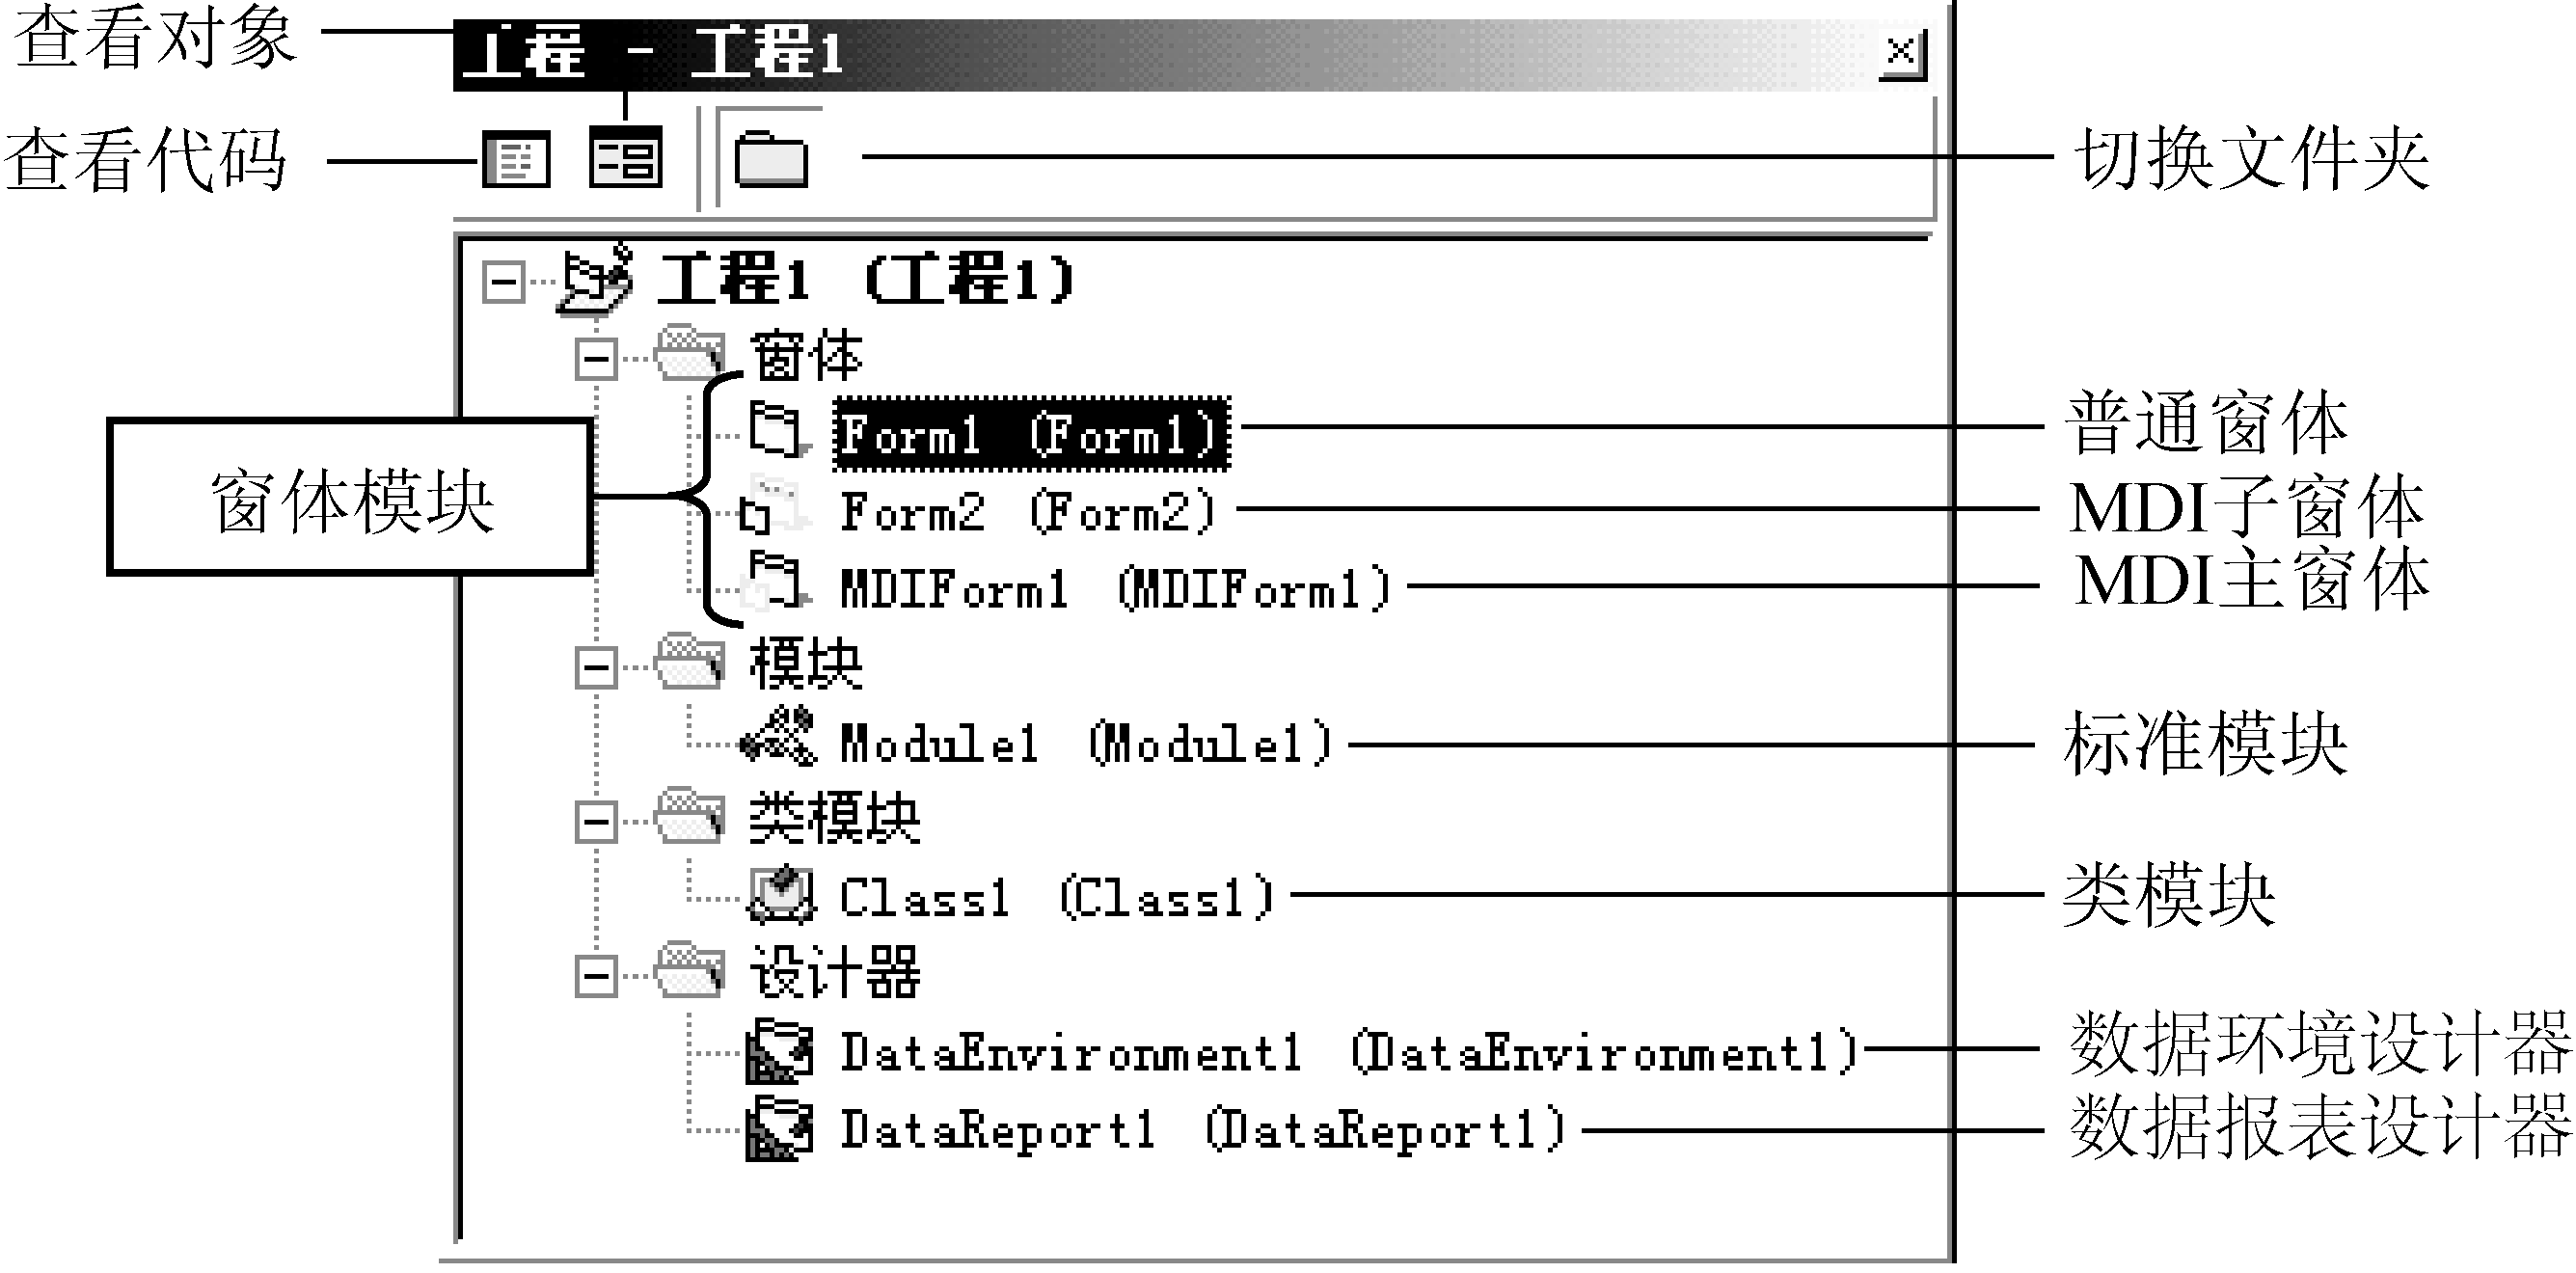 查看对象
工程 - 工程1
查看代码
切换文件夹
工程1 (工程1)
窗体
Form1 (Form1)
普通窗体
窗体模块
Form2 (Form2)
MDI子窗体
MDIForm1 (MDIForm1)
MDI主窗体
模块
Module1 (Module1)
标准模块
类模块
Class1 (Class1)
类模块
设计器
DataEnvironment1 (DataEnvironment1)
数据环境设计器
DataReport1 (DataReport1)
数据报表设计器